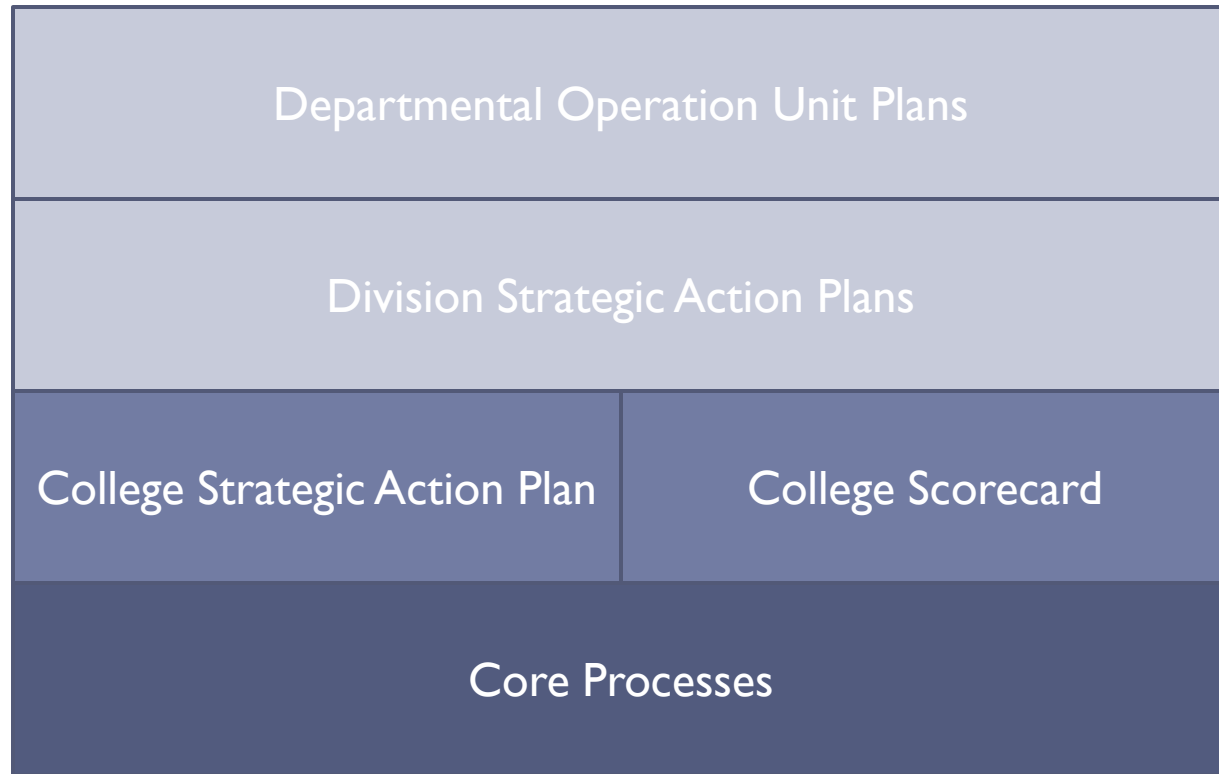 Departmental Operation Unit Plans
Division Strategic Action Plans
College Strategic Action Plan
College Scorecard
Core Processes